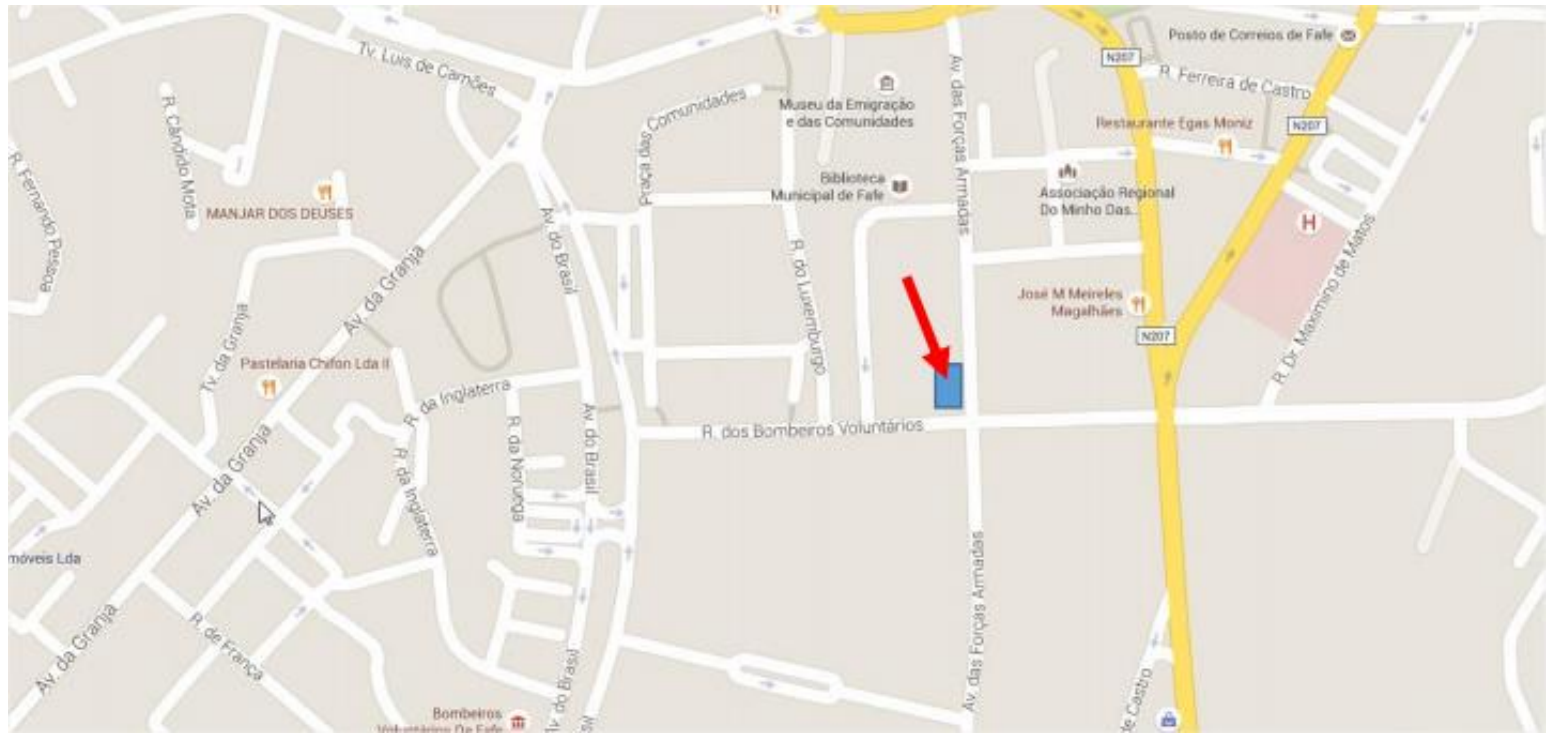 Posto de Correios de Fafe
Tv. Luis de Camões
N207
R. Ferreira de Castro
R. Cândido Mota
Praça das Comunidades
Museu da Emigração
e das Comunidades
Av. das Forças Armadas
Restaurante Egas Moniz
N207
R. Fernando Pessoa
MANJAR DOS DEUSES
Biblioteca
Municipal de Fafe
Associação Regional
Do Minho Das...
H
Av. do Brasil
R. do Luxemburgo
Av. da Granja
José M Meireles
Magalhães
N207
R. Dr. Maximino de Matos
Tv. da Granja
Pastelaria Chifon Lda II
R. da Inglaterra
R. dos Bombeiros Voluntários
Av. do Brasil
Av. da Granja
R. da Noruega
R. da Inglaterra
móveis Lda
Av. das Forças Armadas
Av. da Granja
R. de França
Av. do Brasil
de Castro
Bombeiros
Voluntários De Fafe